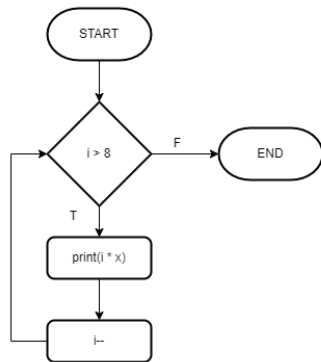 START
i > 8
F
END
T
print(i * x)
i--